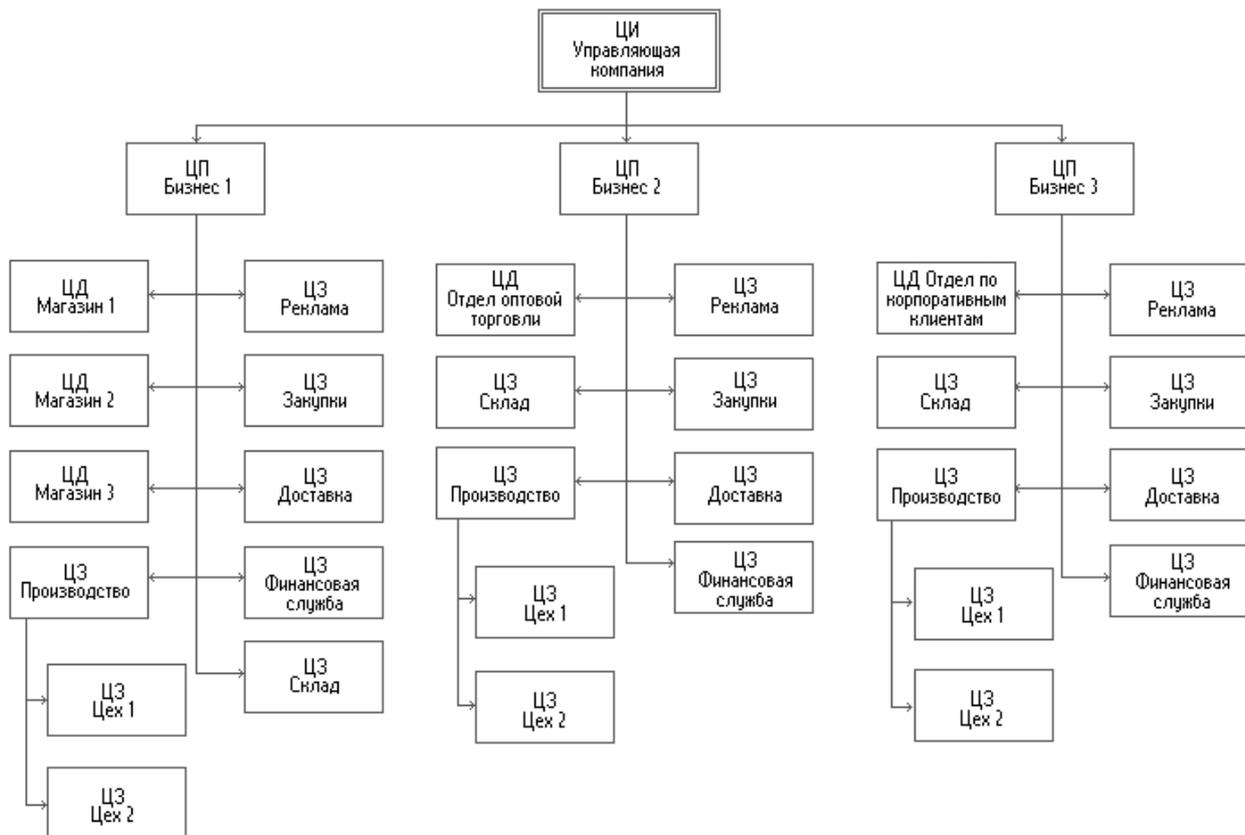 ЦИ
Управляющая
компания
ЦП
Бизнес 1
ЦП
Бизнес 2
ЦП
Бизнес 3
ЦД
Магазин 1
ЦЗ
Реклама
ЦД
Магазин 2
ЦЗ
Закупки
ЦД
Магазин 3
ЦЗ
Доставка
ЦЗ
Производство
ЦЗ
Финансовая
служба
ЦЗ
Склад
ЦЗ
Цех 1
ЦЗ
Цех 2
ЦД
Отдел оптовой
торговли
ЦЗ
Реклама
ЦЗ
Склад
ЦЗ
Закупки
ЦЗ
Производство
ЦЗ
Доставка
ЦЗ
Финансовая
служба
ЦЗ
Цех 1
ЦЗ
Цех 2
ЦД Отдел по
корпоративным
клиентам
ЦЗ
Реклама
ЦЗ
Склад
ЦЗ
Закупки
ЦЗ
Производство
ЦЗ
Доставка
ЦЗ
Финансовая
служба
ЦЗ
Цех 1
ЦЗ
Цех 2